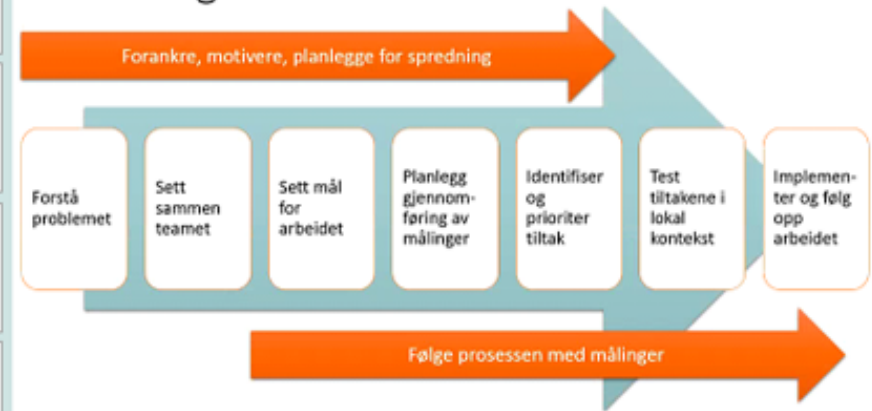 Forankre, motivere, planlegge for spredning
Forstå
problemet
Sett
sammen
teamet
Sett mål
for
arbeidet
Planlegg
gjennom-
føring av
målinger
Identifiser
og
prioriter
tiltak
Test
tiltakene i
lokal
kontekst
Implemen-
ter og følg
opp
arbeidet
Følge prosessen med målinger